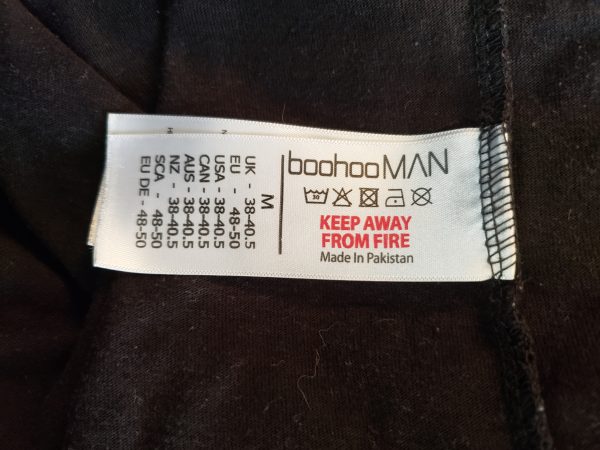 boohooMAN
30
KEEP AWAY
FROM FIRE
Made In Pakistan
M
UK - 38-40.5
EU - 48-50
USA - 38-40.5
CAN - 38-40.5
AUS - 38-40.5
NZ - 38-40.5
SCA - 48-50
EU DE - 48-50